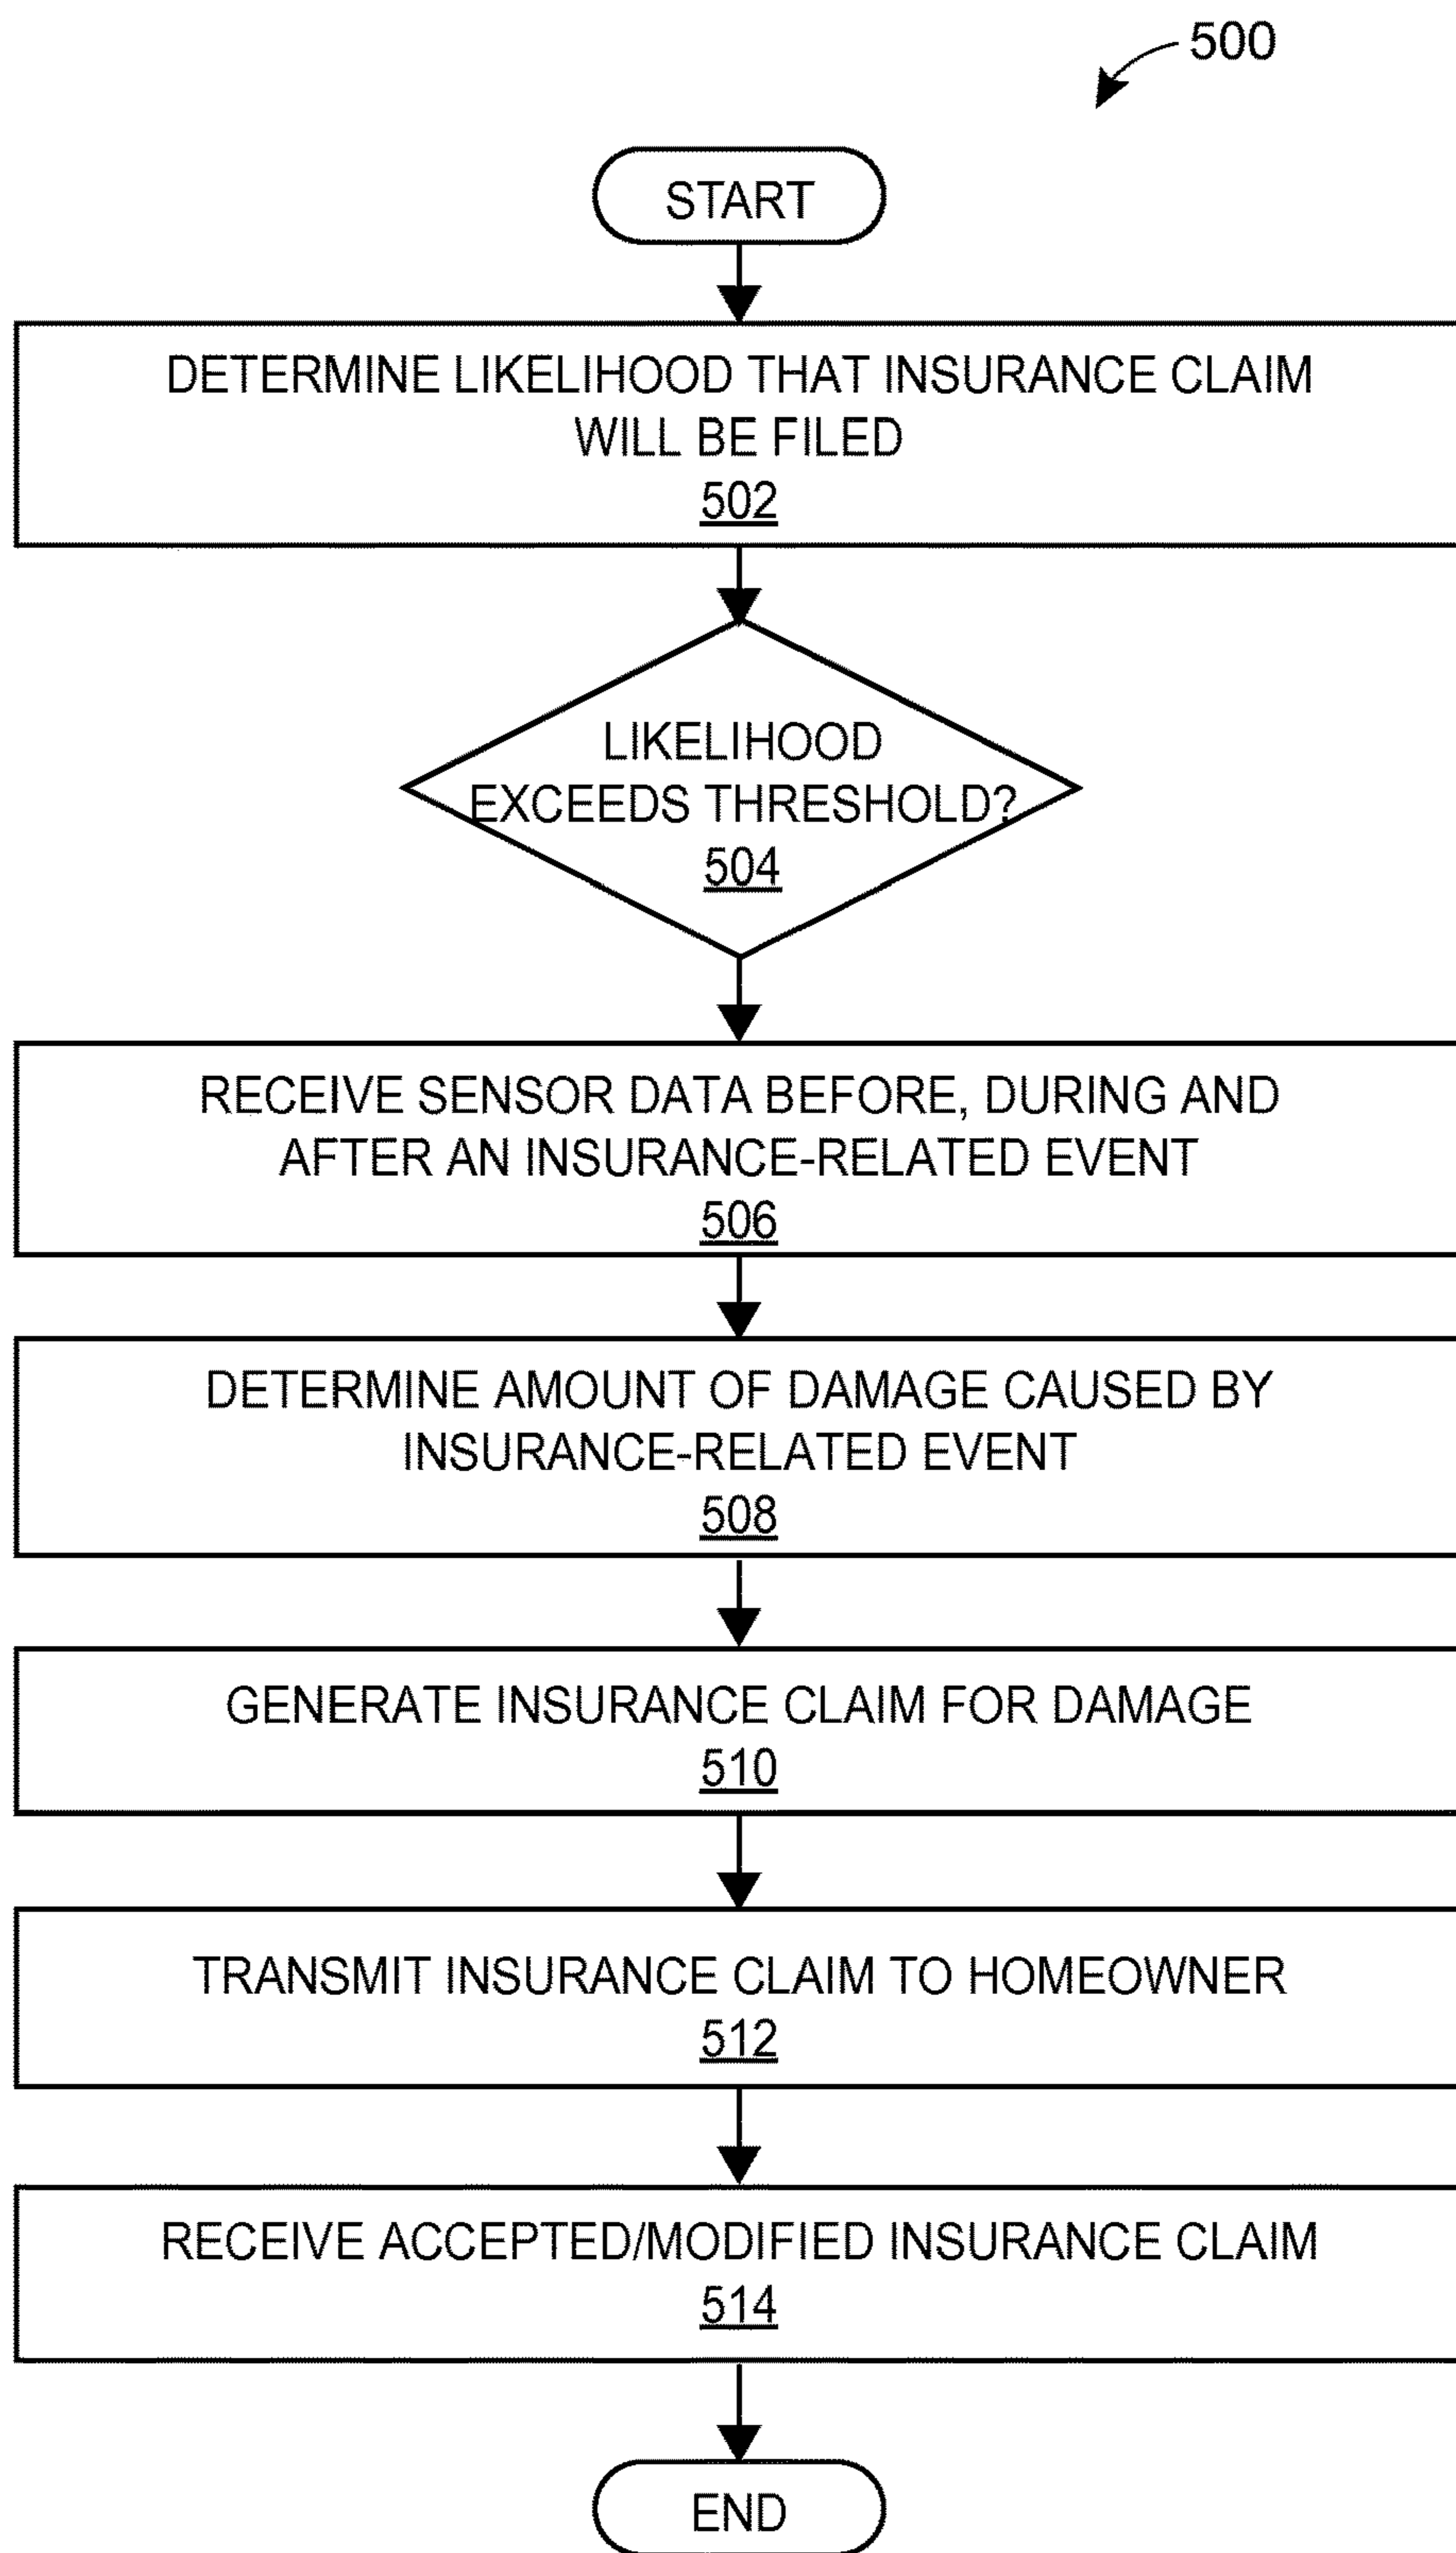 500
START
DETERMINE LIKELIHOOD THAT INSURANCE CLAIM
WILL BE FILED
502
LIKELIHOOD
EXCEEDS THRESHOLD?
504
RECEIVE SENSOR DATA BEFORE, DURING AND
AFTER AN INSURANCE-RELATED EVENT
506
DETERMINE AMOUNT OF DAMAGE CAUSED BY
INSURANCE-RELATED EVENT
508
GENERATE INSURANCE CLAIM FOR DAMAGE
510
TRANSMIT INSURANCE CLAIM TO HOMEOWNER
512
RECEIVE ACCEPTED/MODIFIED INSURANCE CLAIM
514
END